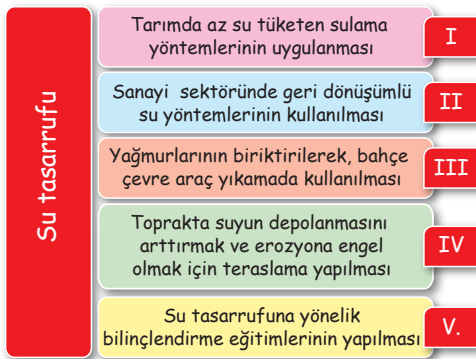 Su tasarrufu
Tarımda az su tüketen sulama
yöntemlerinin uygulanması
I
Sanayi sektöründe geri dönüşümlü
su yöntemlerinin kullanılması
II
Yağmurlarının biriktirilerek, bahçe
çevre araç yıkamada kullanılması
III
Toprakta suyun depolanmasını
arttırmak ve erozyona engel
olmak için teraslama yapılması
IV
Su tasarrufuna yönelik
bilinçlendirme eğitimlerinin yapılması
V.